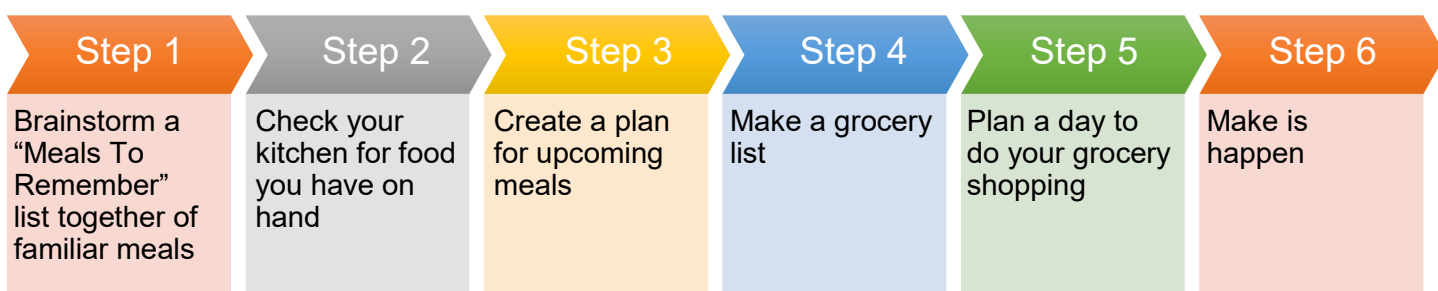 Step 1
Brainstorm a
“Meals To
Remember”
list together of
familiar meals
Step 2
Check your
kitchen for food
you have on
hand
Step 3
Create a plan
for upcoming
meals
Step 4
Make a grocery
list
Step 5
Plan a day to
do your grocery
shopping
Step 6
Make is
happen